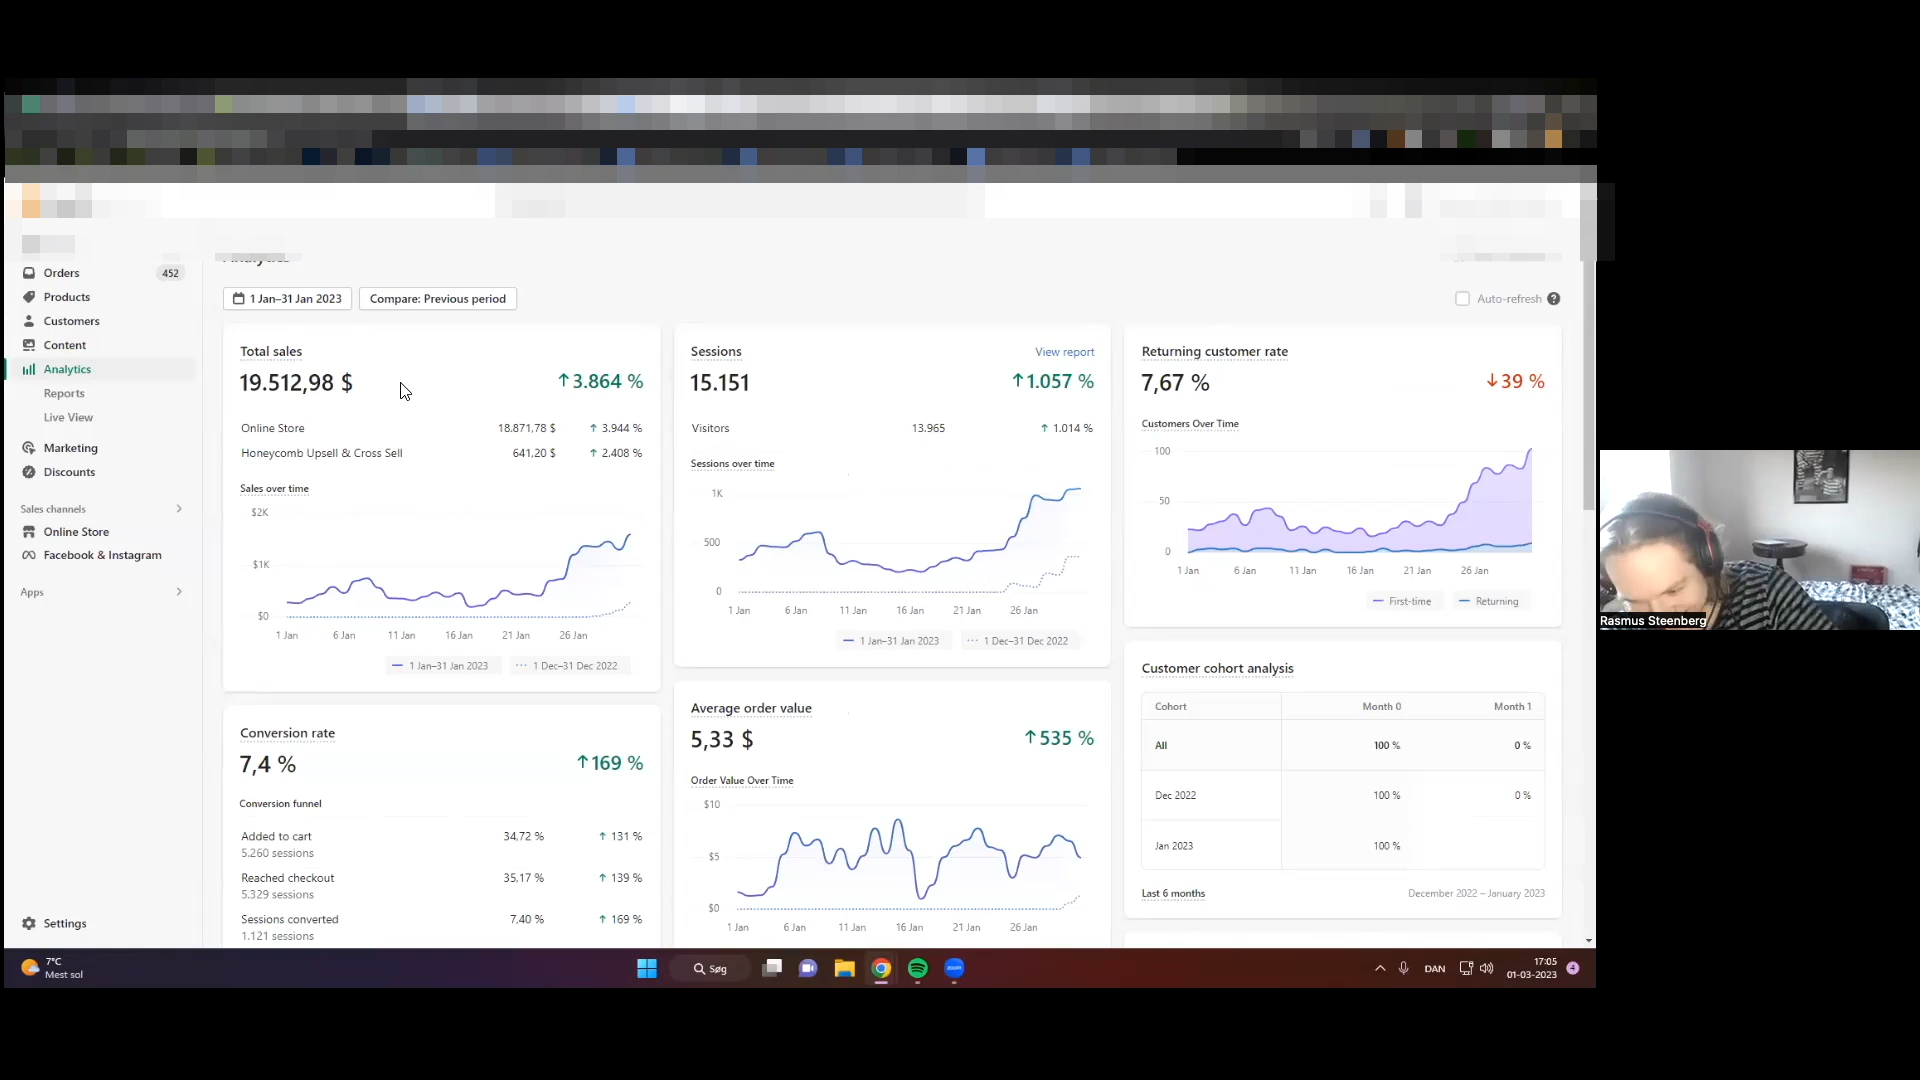 Orders 452
Products
Customers
Content
Analytics
Reports
Live View
Marketing
Discounts
Sales channels
Online Store
Facebook & Instagram
Apps
Settings
1 Jan–31 Jan 2023 Compare: Previous period Auto-refresh
Total sales
19.512,98 $ ↑3.864 %
Online Store 18.871,78 $ ↑ 3.944 %
Honeycomb Upsell & Cross Sell 641,20 $ ↑ 2.408 %
Sales over time
$2K
$1K
$0
1 Jan 6 Jan 11 Jan 16 Jan 21 Jan 26 Jan
1 Jan–31 Jan 2023 1 Dec–31 Dec 2022
Conversion rate
7,4 % ↑169 %
Conversion funnel
Added to cart 34,72 % ↑ 131 %
5.260 sessions
Reached checkout 35,17 % ↑ 139 %
5.329 sessions
Sessions converted 7,40 % ↑ 169 %
1.121 sessions
Sessions View report
15.151 ↑1.057 %
Visitors 13.965 ↑ 1.014 %
Sessions over time
1K
500
0
1 Jan 6 Jan 11 Jan 16 Jan 21 Jan 26 Jan
1 Jan–31 Jan 2023 1 Dec–31 Dec 2022
Average order value
5,33 $ ↑535 %
Order Value Over Time
$10
$5
$0
1 Jan 6 Jan 11 Jan 16 Jan 21 Jan 26 Jan
Returning customer rate
7,67 % ↓39 %
Customers Over Time
100
50
0
1 Jan 6 Jan 11 Jan 16 Jan 21 Jan 26 Jan
First-time Returning
Customer cohort analysis
Cohort Month 0 Month 1
All 100 % 0 %
Dec 2022 100 % 0 %
Jan 2023 100 %
Last 6 months December 2022 – January 2023
Rasmus Steenberg
7°C
Mest sol
Søg
zoom
DAN
17:05
01-03-2023
4